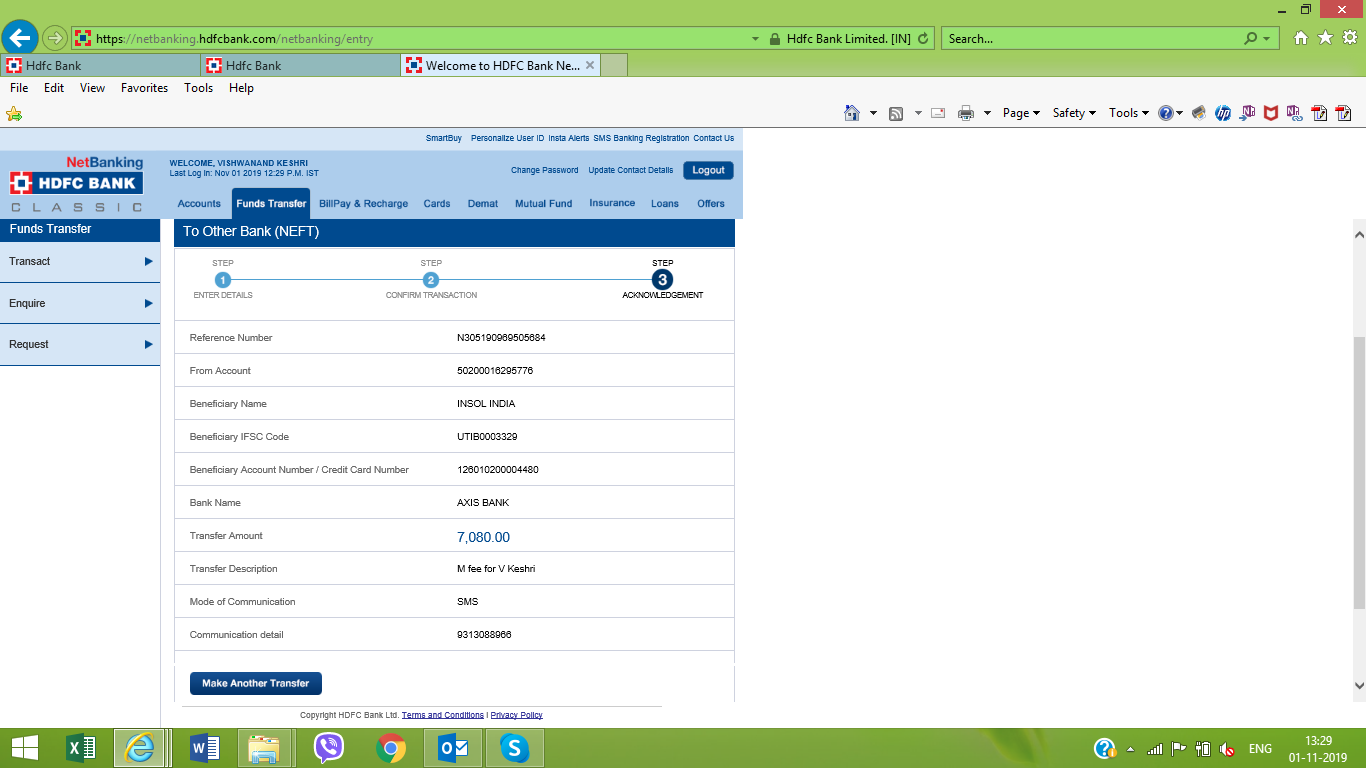 https://netbanking.hdfcbank.com/netbanking/entry
Hdfc Bank Limited. [IN]
Search...
Hdfc Bank
Hdfc Bank
Welcome to HDFC Bank Ne...
File Edit View Favorites Tools Help
Page Safety Tools
SmartBuy Personalize User ID Insta Alerts SMS Banking Registration Contact Us
NetBanking
HDFC BANK
CLASSIC
WELCOME, VISHWANAND KESHRI
Last Log in: Nov 01 2019 12:29 P.M. IST
Change Password Update Contact Details Logout
Accounts Funds Transfer BillPay & Recharge Cards Demat Mutual Fund Insurance Loans Offers
Funds Transfer
Transact
Enquire
Request
To Other Bank (NEFT)
STEP STEP STEP
1 2 3
ENTER DETAILS CONFIRM TRANSACTION ACKNOWLEDGEMENT
Reference Number N305190969505684
From Account 50200016295776
Beneficiary Name INSOL INDIA
Beneficiary IFSC Code UTIB0003329
Beneficiary Account Number / Credit Card Number 126010200004480
Bank Name AXIS BANK
Transfer Amount 7,080.00
Transfer Description M fee for V Keshri
Mode of Communication SMS
Communication detail 9313088966
Make Another Transfer
Copyright HDFC Bank Ltd. Terms and Conditions | Privacy Policy
ENG
13:29
01-11-2019